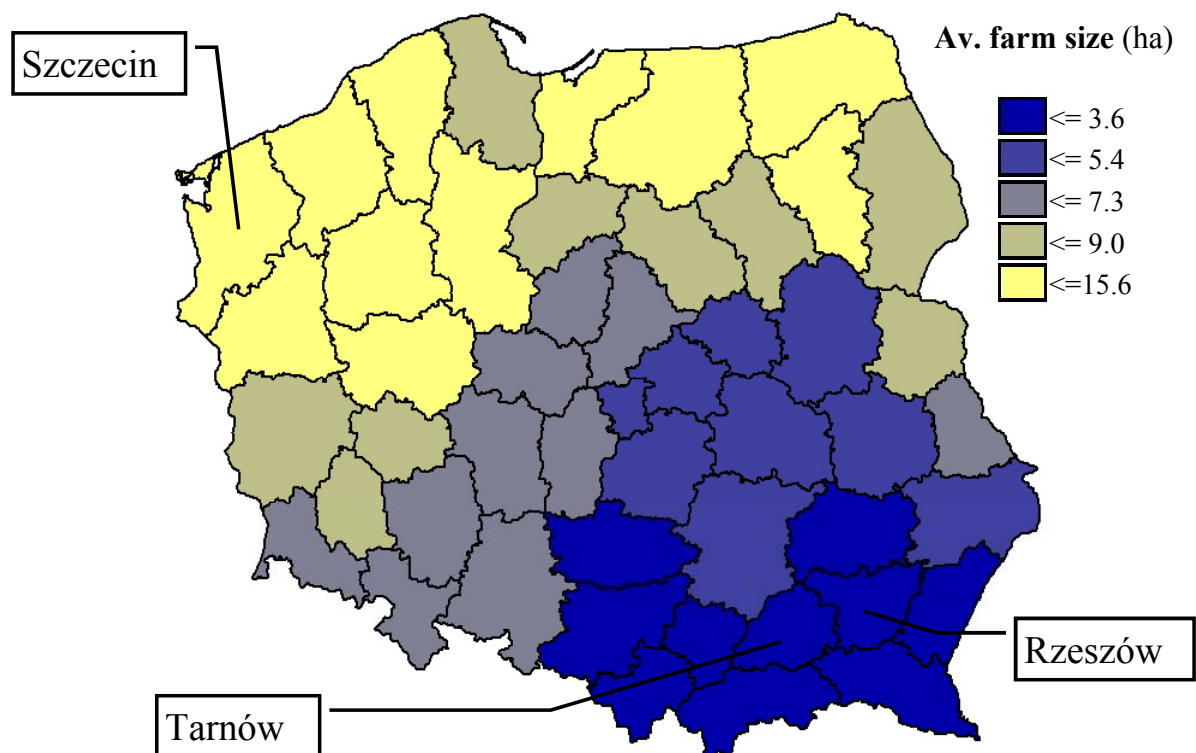 Szczecin
Av. farm size (ha)
<= 3.6
<= 5.4
<= 7.3
<= 9.0
<=15.6
Rzeszów
Tarnów